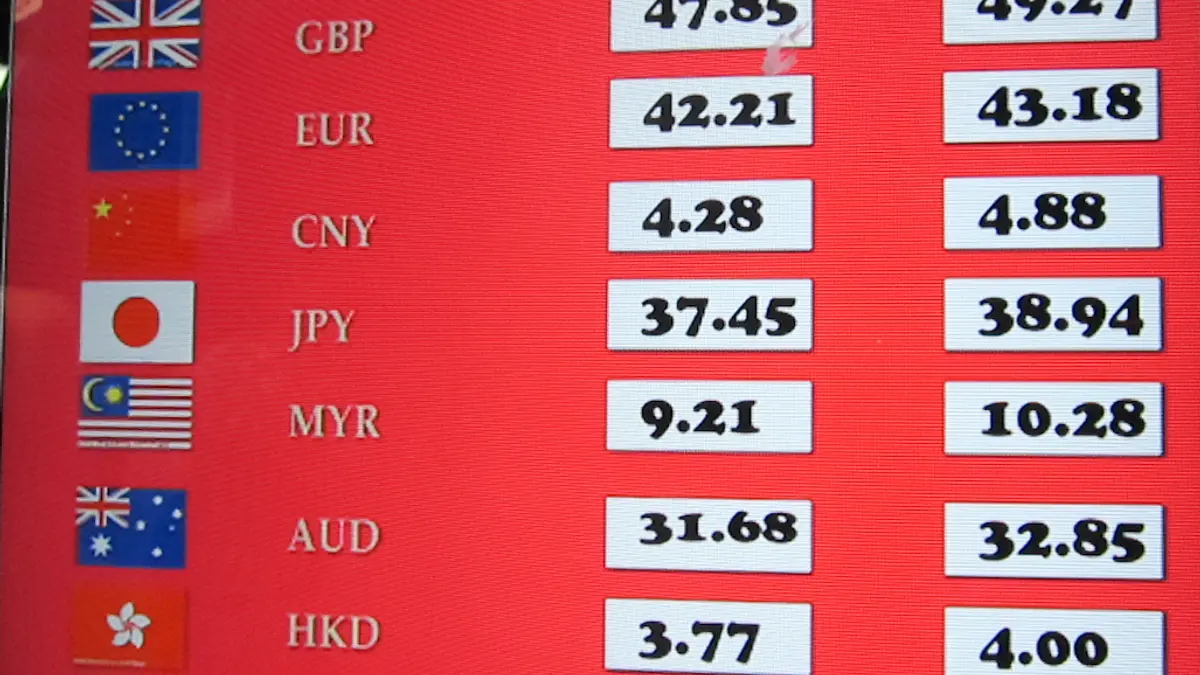 GBP 47.85 49.27
EUR 42.21 43.18
CNY 4.28 4.88
JPY 37.45 38.94
MYR 9.21 10.28
AUD 31.68 32.85
HKD 3.77 4.00